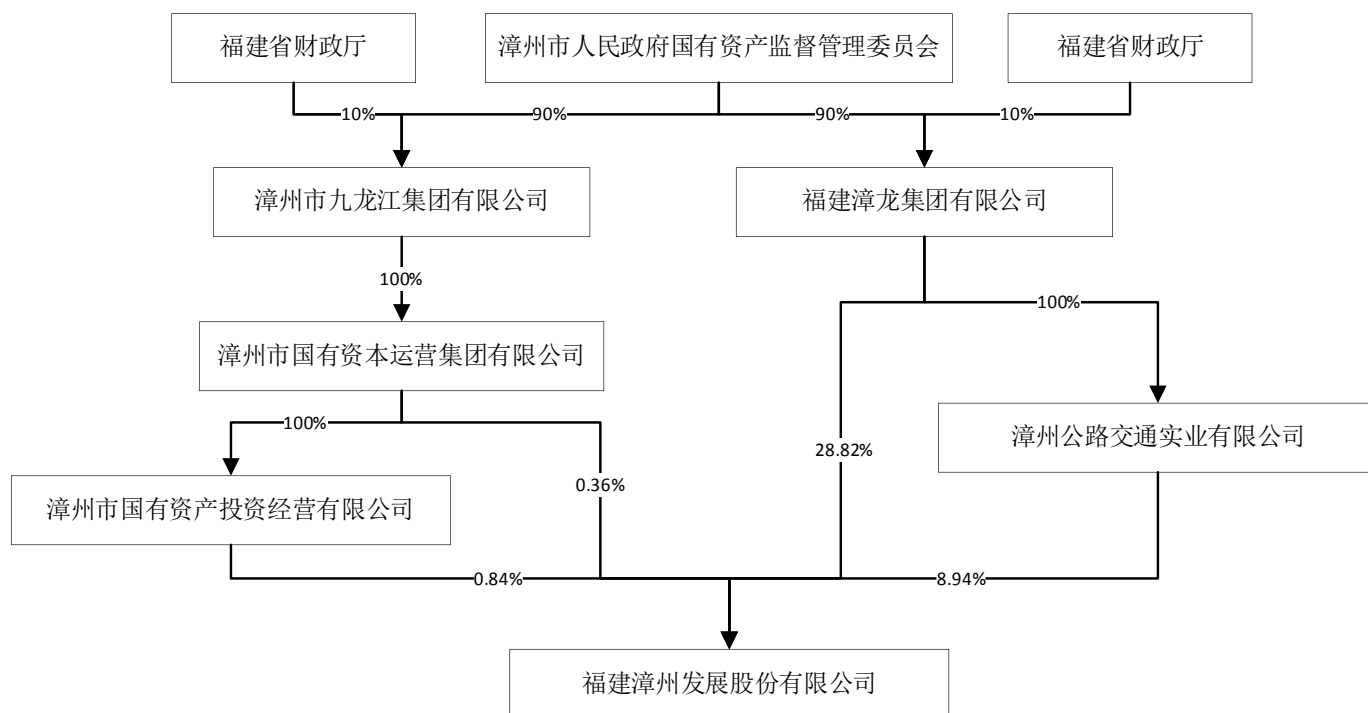 福建省财政厅
漳州市人民政府国有资产监督管理委员会
福建省财政厅
10%
90%
90%
10%
漳州市九龙江集团有限公司
福建漳龙集团有限公司
100%
100%
漳州市国有资本运营集团有限公司
漳州公路交通实业有限公司
100%
28.82%
0.36%
漳州市国有资产投资经营有限公司
0.84%
8.94%
福建漳州发展股份有限公司